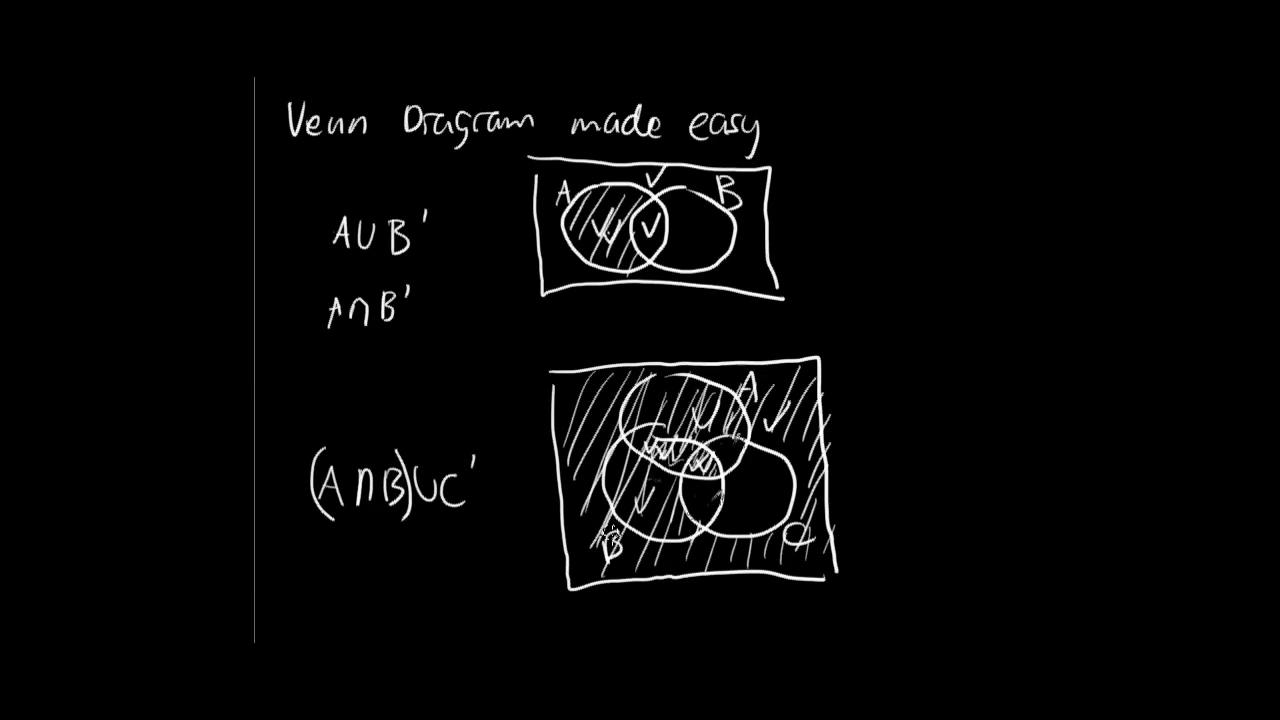 Venn Diagram made easy
A B
A∪B'
A∩B'
A
(A∩B)∪C'
B C